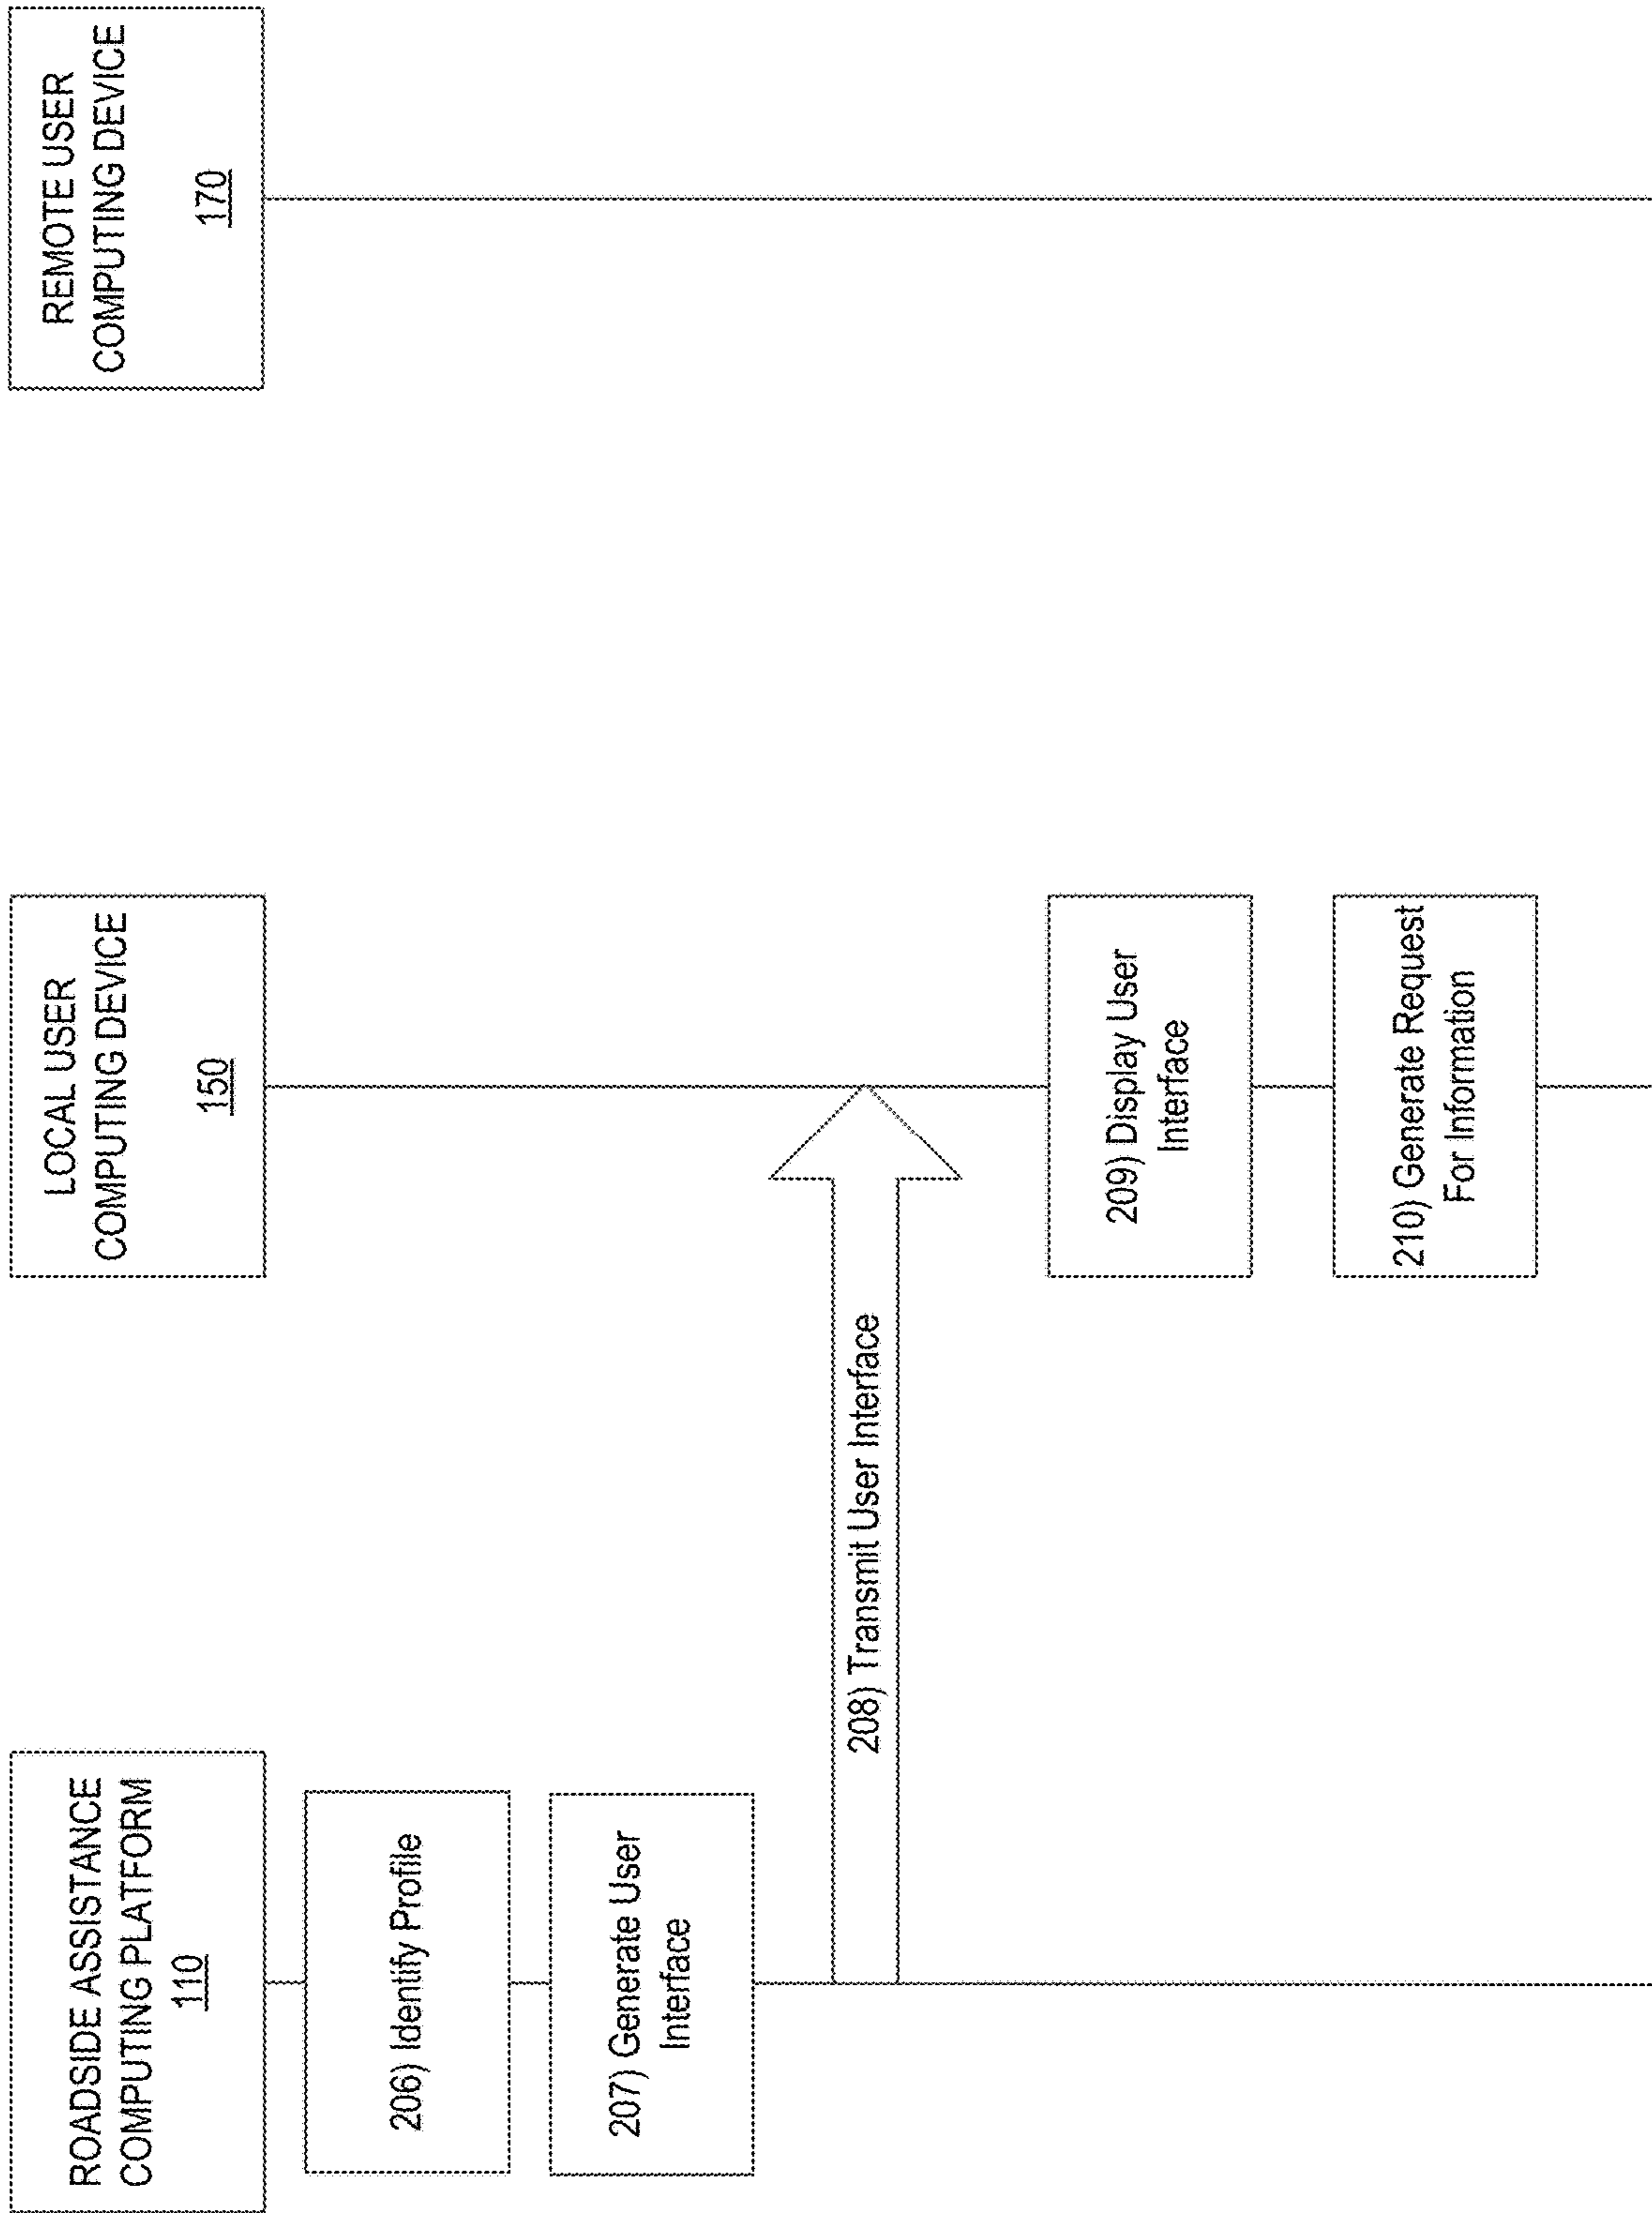 ROADSIDE ASSISTANCE
COMPUTING PLATFORM
110
LOCAL USER
COMPUTING DEVICE
150
REMOTE USER
COMPUTING DEVICE
170
206) Identify Profile
207) Generate User
Interface
208) Transmit User Interface
209) Display User
Interface
210) Generate Request
For Information